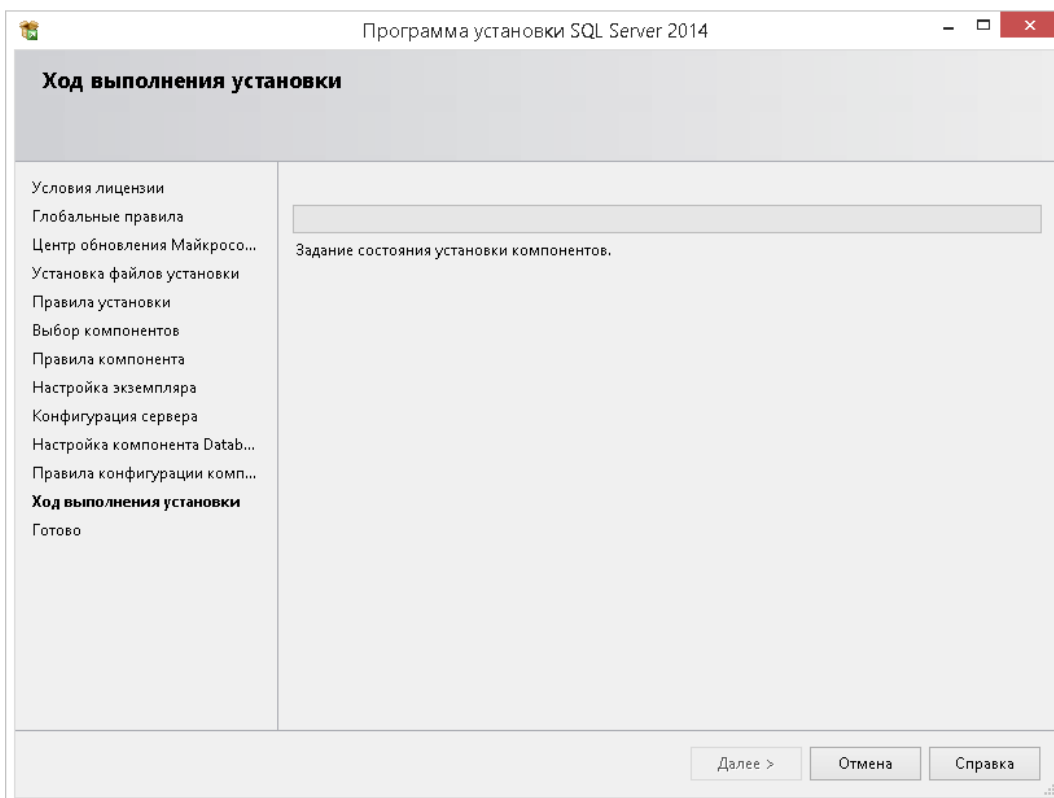 Программа установки SQL Server 2014
Ход выполнения установки
Условия лицензии
Глобальные правила
Центр обновления Майкросо...
Установка файлов установки
Правила установки
Выбор компонентов
Правила компонента
Настройка экземпляра
Конфигурация сервера
Настройка компонента Datab...
Правила конфигурации комп...
Ход выполнения установки
Готово
Задание состояния установки компонентов.
Далее >
Отмена
Справка